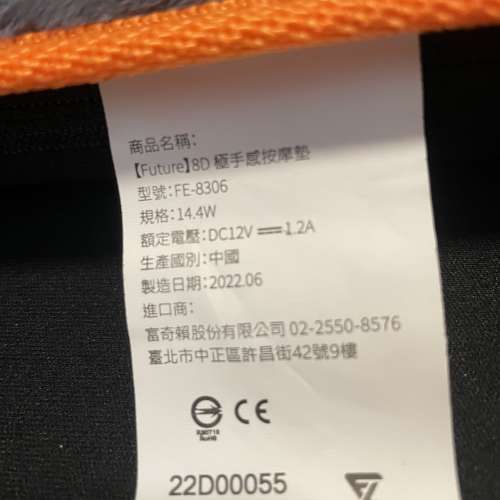 商品名稱：
【Future】8D 極手感按摩墊
型號：FE-8306
規格：14.4W
額定電壓：DC12V ⎓ 1.2A
生產國別：中國
製造日期：2022.06
進口商：
富奇賴股份有限公司 02-2550-8576
臺北市中正區許昌街42號9樓
CE
RoHS
22D00055